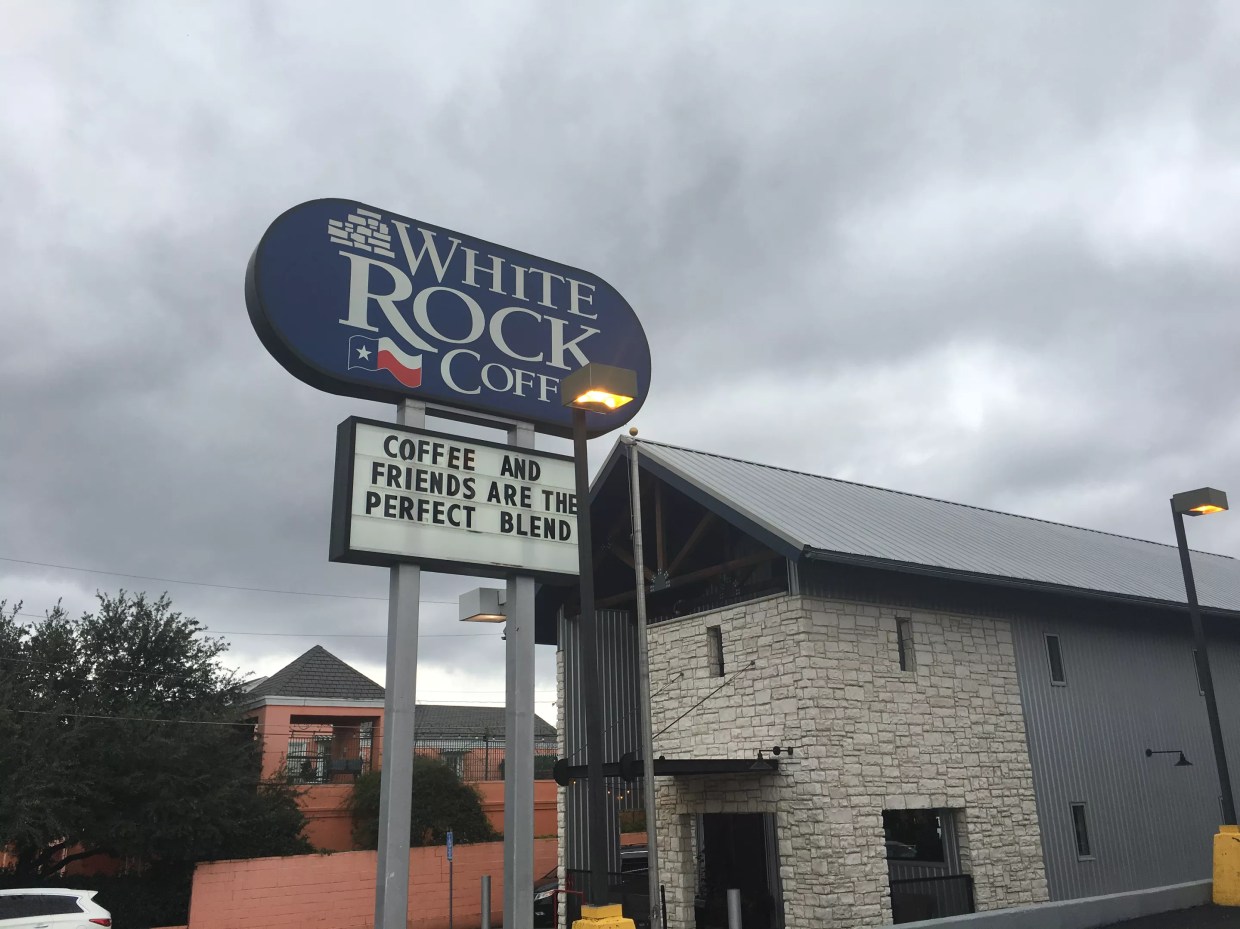 WHITE
ROCK
COFF
COFFEE AND
FRIENDS ARE THE
PERFECT BLEND